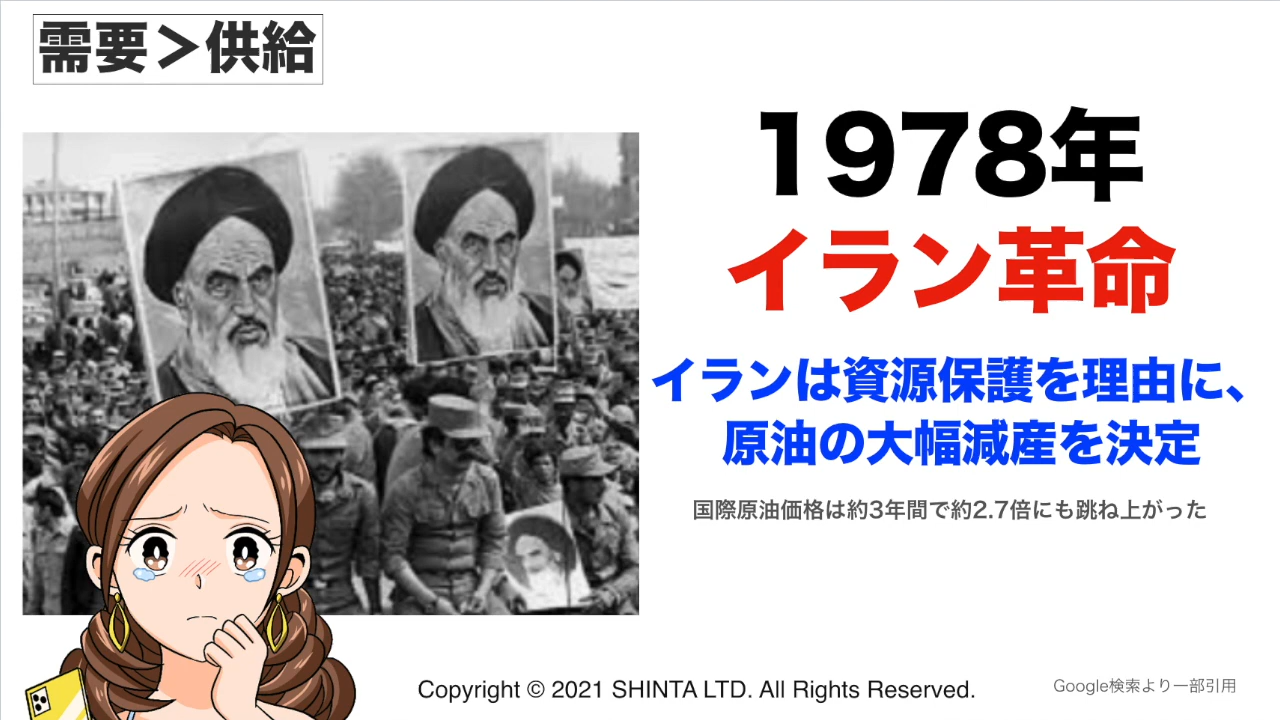 需要＞供給
1978年
イラン革命
イランは資源保護を理由に、
原油の大幅減産を決定
国際原油価格は約3年間で約2.7倍にも跳ね上がった
Copyright © 2021 SHINTA LTD. All Rights Reserved.
Google検索より一部引用